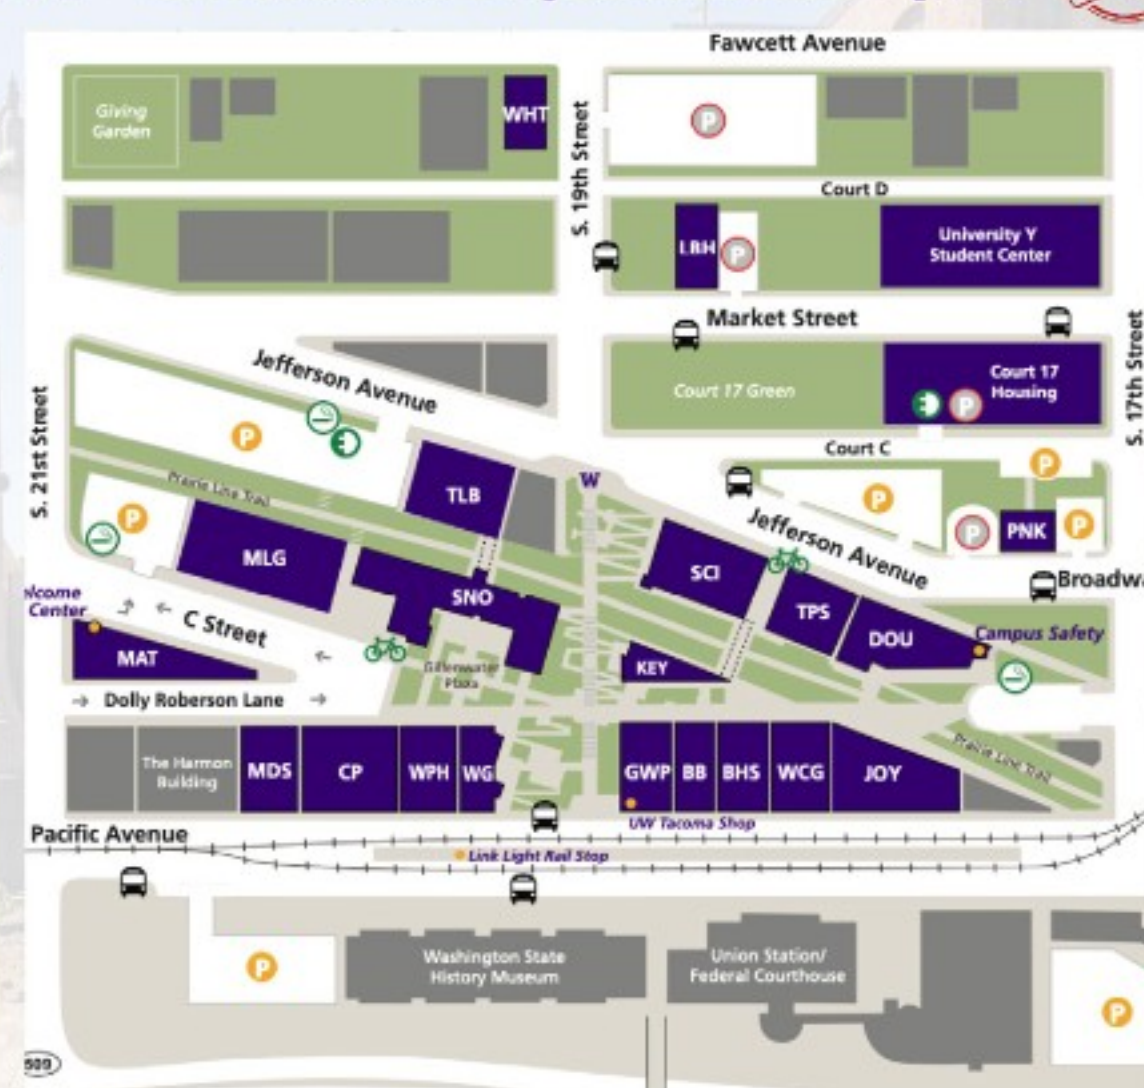 Fawcett Avenue
Giving
Garden
WHT
P
S. 19th Street
Court D
LBH
P
University Y
Student Center
Market Street
S. 17th Street
Jefferson Avenue
Court 17 Green
Court 17
Housing
P
S. 21st Street
P
Court C
W
P
P
Prairie Line Trail
TLB
P
Jefferson Avenue
P
PNK
P
MLG
SCI
elcome
Center
SNO
TPS
Broadwa
C Street
DOU
Campus Safety
MAT
Gillenwater
Plaza
KEY
Dolly Roberson Lane
The Harmon
Building
MDS
CP
WPH
WG
GWP
BB
BHS
WCG
JOY
Prairie Line Trail
UW Tacoma Shop
Pacific Avenue
Link Light Rail Stop
P
Washington State
History Museum
Union Station/
Federal Courthouse
P
509